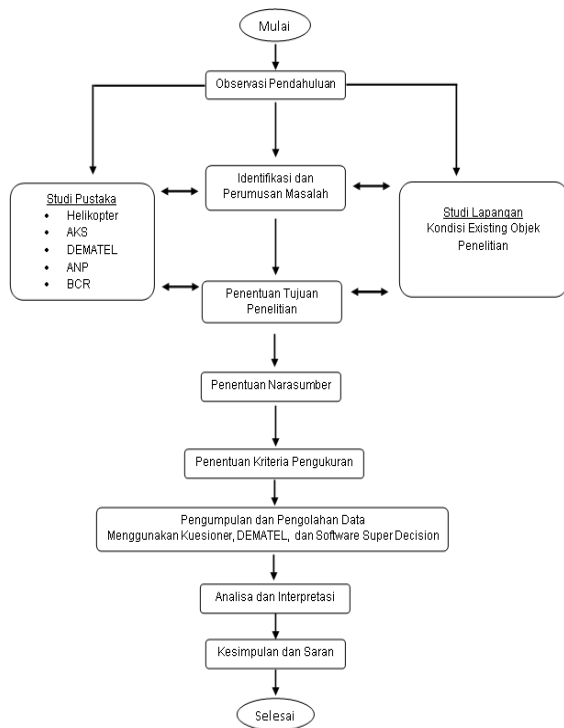 Mulai
Observasi Pendahuluan
Identifikasi dan
Perumusan Masalah
Studi Pustaka
• Helikopter
• AKS
• DEMATEL
• ANP
• BCR
Studi Lapangan
Kondisi Existing Objek
Penelitian
Penentuan Tujuan
Penelitian
Penentuan Narasumber
Penentuan Kriteria Pengukuran
Pengumpulan dan Pengolahan Data
Menggunakan Kuesioner, DEMATEL, dan Software Super Decision
Analisa dan Interpretasi
Kesimpulan dan Saran
Selesai